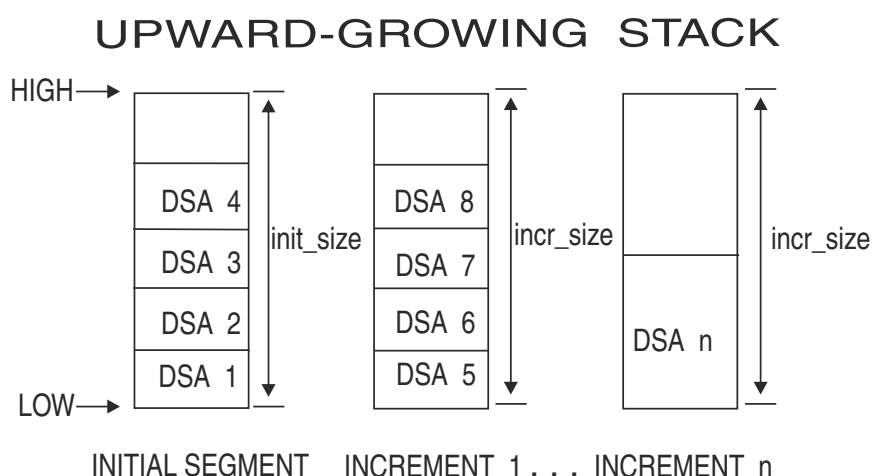 UPWARD-GROWING STACK
HIGH
DSA 4
DSA 3
DSA 2
DSA 1
LOW
init_size
DSA 8
DSA 7
DSA 6
DSA 5
incr_size
DSA n
incr_size
INITIAL SEGMENT INCREMENT 1 . . . INCREMENT n